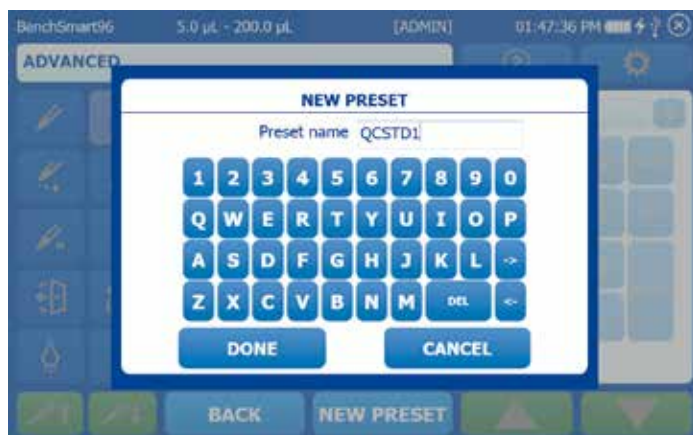 BenchSmart96 5.0 µL - 200.0 µL [ADMIN] 01:47:36 PM
ADVANCED
NEW PRESET
Preset name QCSTD1
1 2 3 4 5 6 7 8 9 0
Q W E R T Y U I O P
A S D F G H J K L ->
Z X C V B N M DEL <-
DONE CANCEL
BACK NEW PRESET